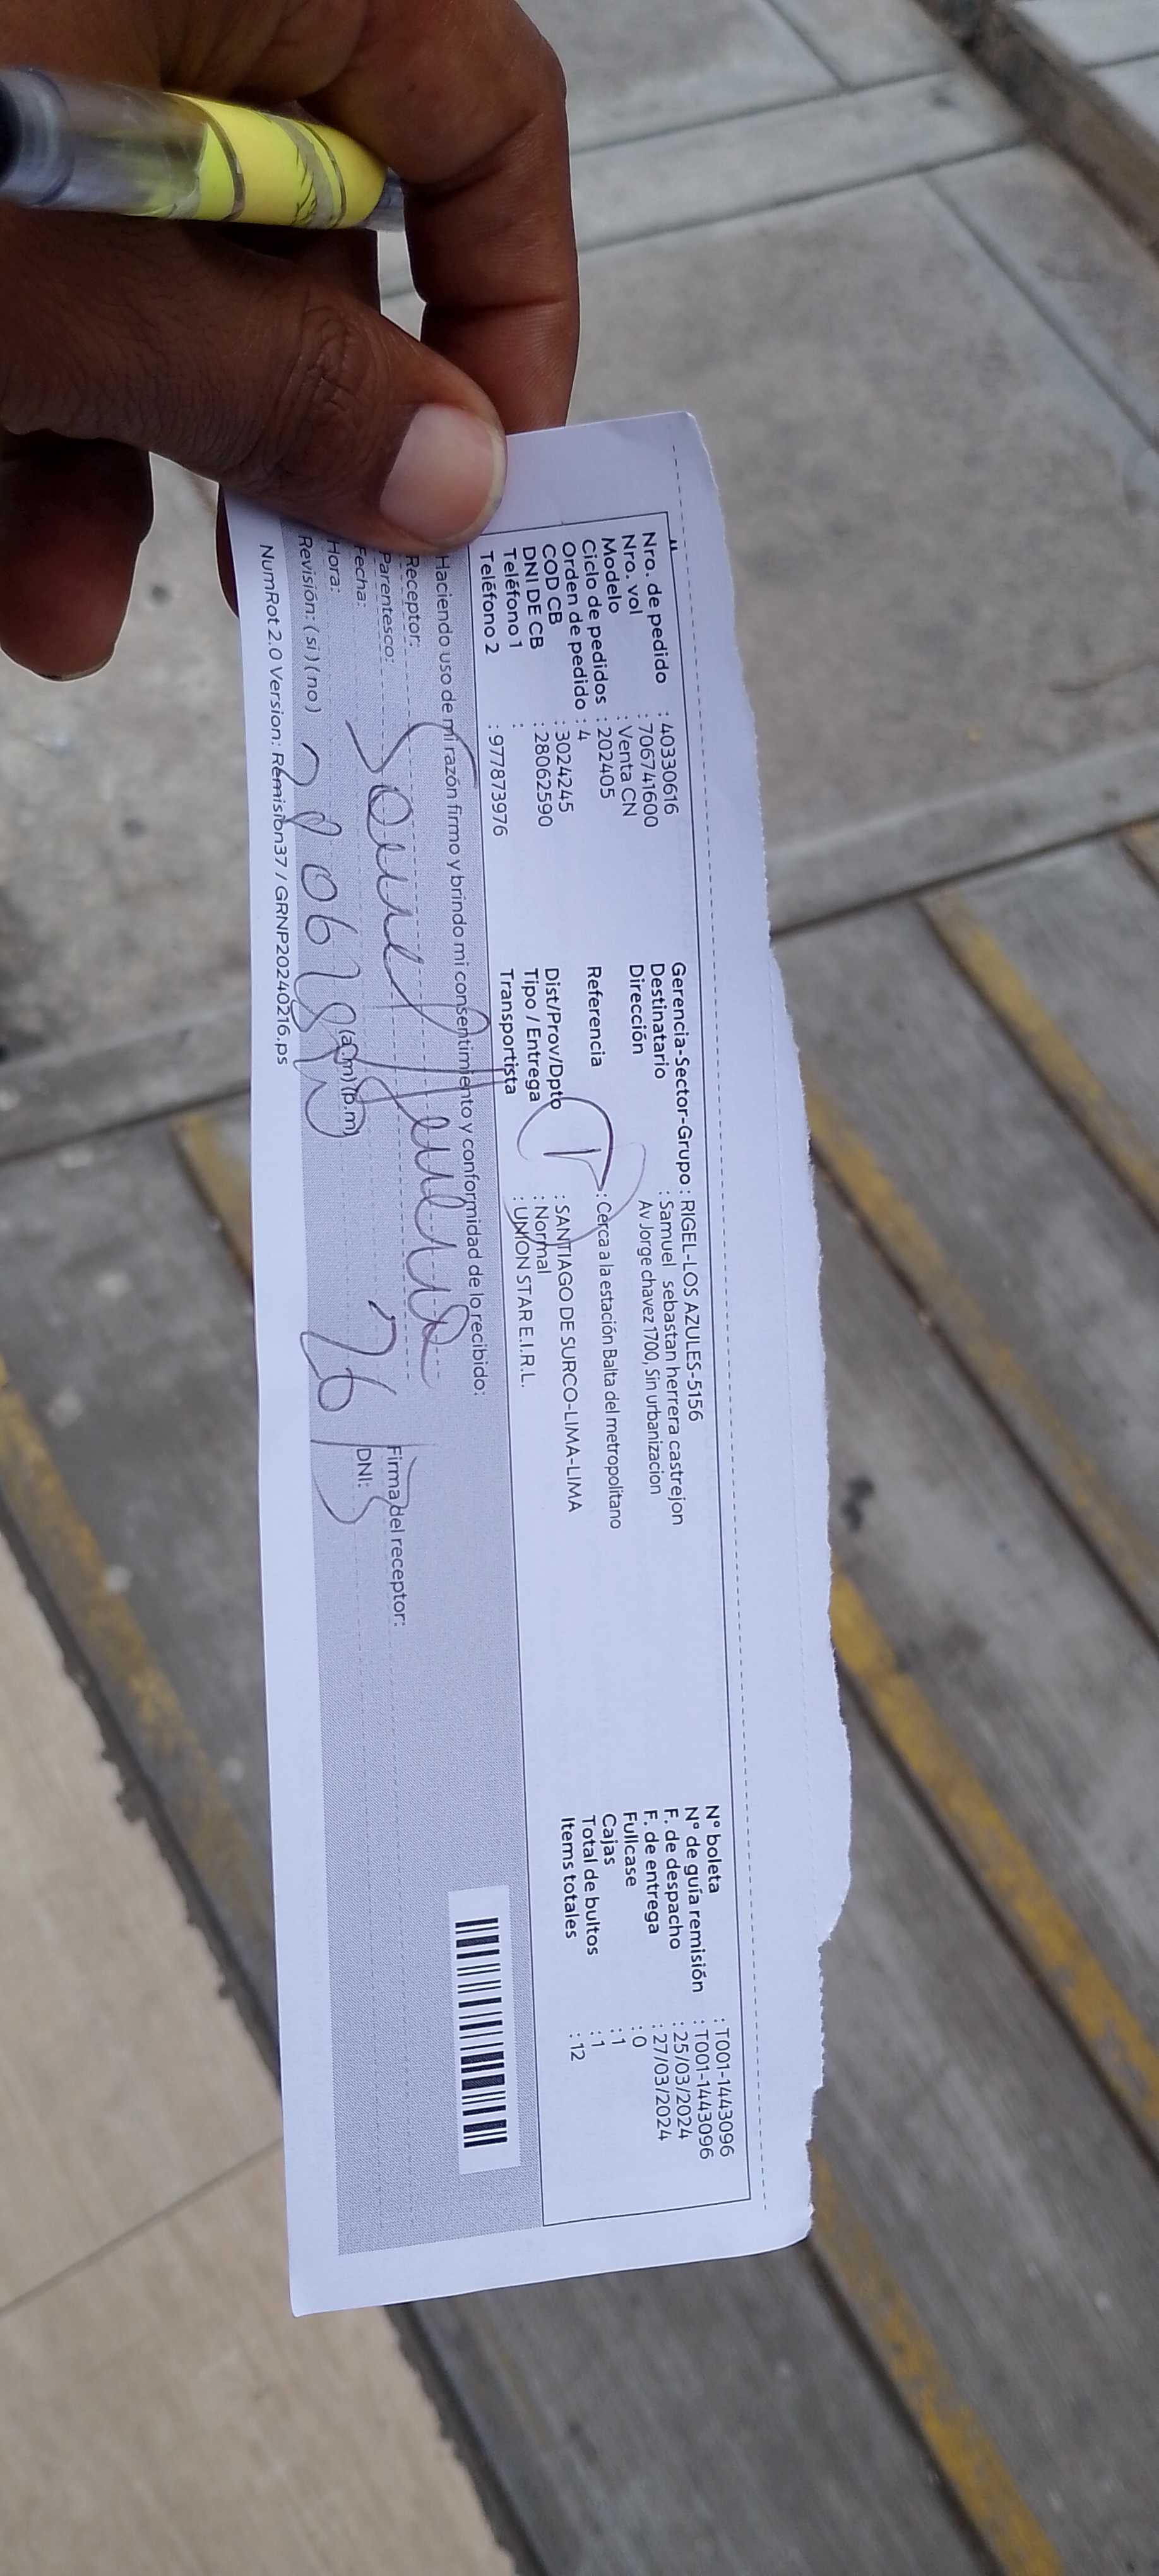 Nro. de pedido : 40330616
Nro. vol : 706741600
Modelo : Venta CN
Ciclo de pedidos : 202405
Orden de pedido : 4
COD CB : 3024245
DNI DE CB : 28062590
Teléfono 1 :
Teléfono 2 : 977873976
Gerencia-Sector-Grupo : RIGEL-LOS AZULES-5156
Destinatario : Samuel sebastan herrera castrejon
Dirección Av Jorge chavez 1700, Sin urbanizacion
Referencia : Cerca a la estación Balta del metropolitano
Dist/Prov/Dpto : SANTIAGO DE SURCO-LIMA-LIMA
Tipo / Entrega : Normal
Transportista : UNION STAR E.I.R.L.
N° boleta : T001-1443096
N° de guía remisión : T001-1443096
F. de despacho : 25/03/2024
F. de entrega : 27/03/2024
Fullcase : 0
Cajas : 1
Total de bultos : 1
Items totales : 12
Haciendo uso de mi razón firmo y brindo mi consentimiento y conformidad de lo recibido:
Receptor:
Parentesco:
Fecha:
Hora: (a.m) (p.m)
Revisión: (si) (no)
Firma del receptor:
DNI:
NumRot 2.0 Version: Remision37 / GRNP20240216.ps